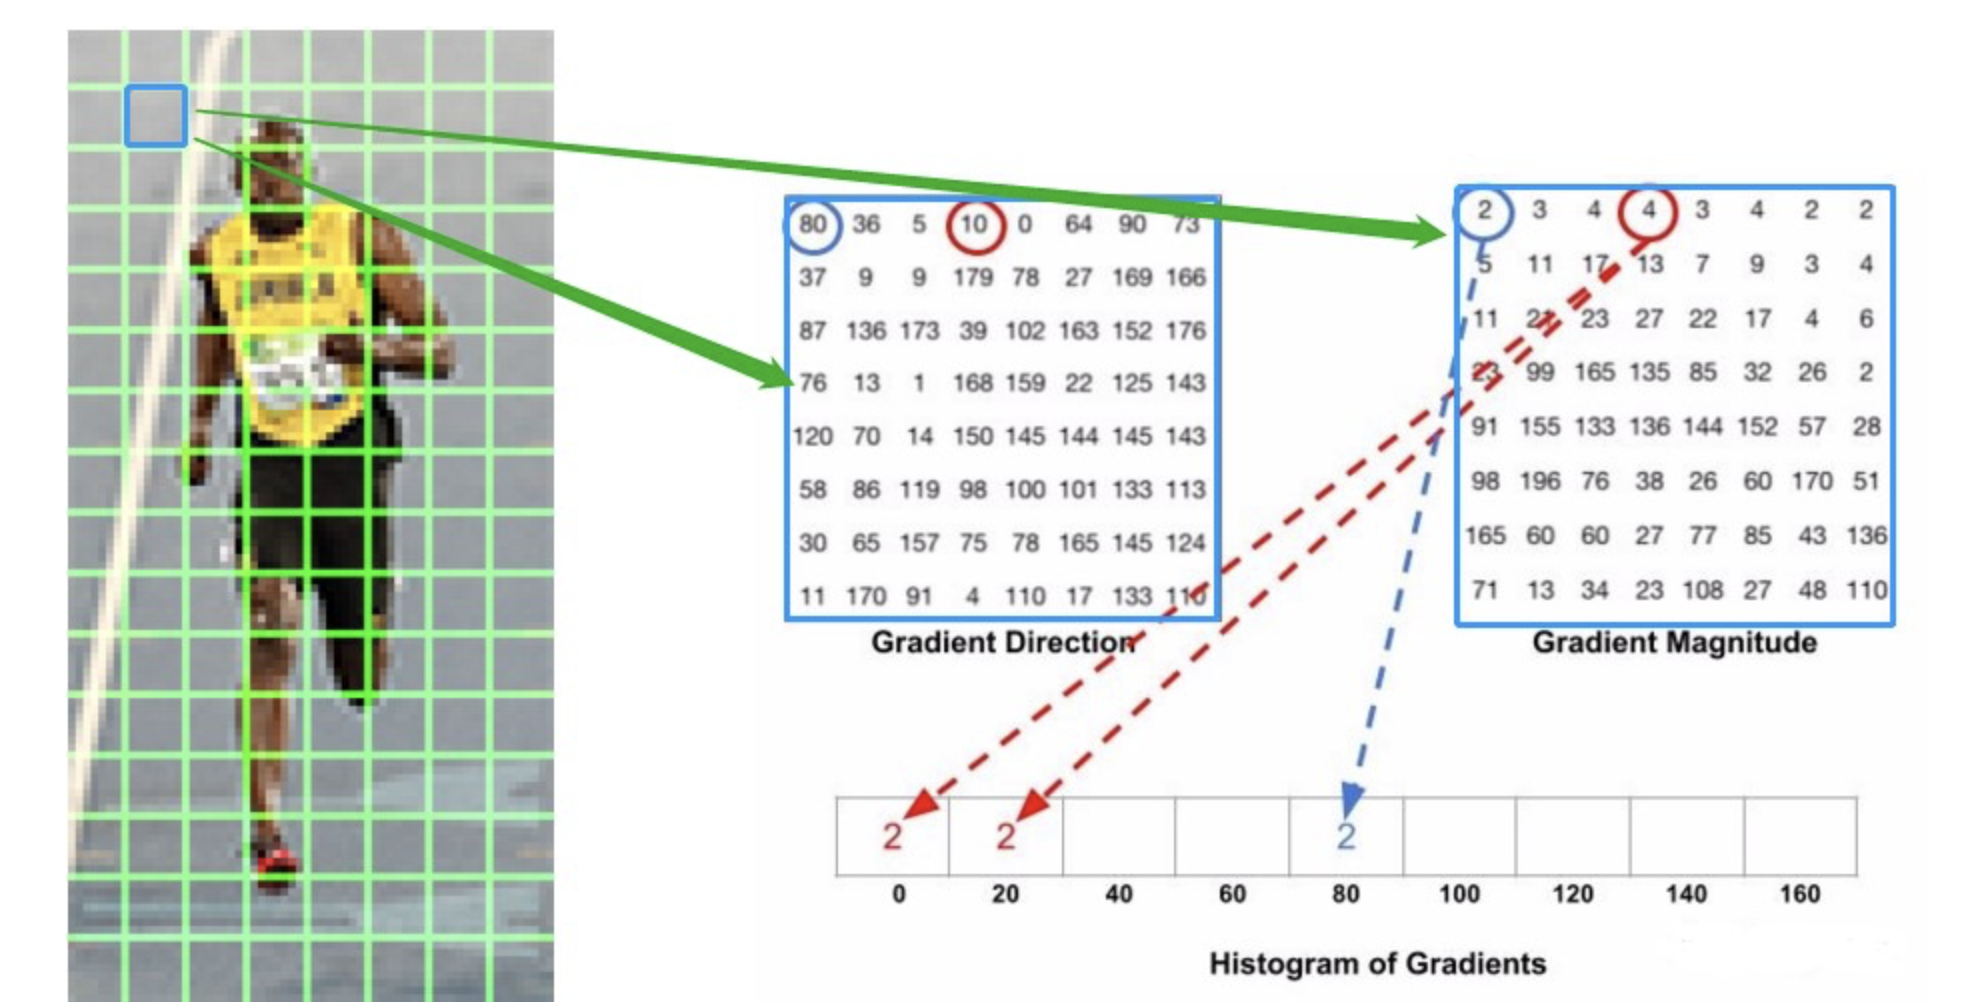 80 36 5 10 0 64 90 73
37 9 9 179 78 27 169 166
87 136 173 39 102 163 152 176
76 13 1 168 159 22 125 143
120 70 14 150 145 144 145 143
58 86 119 98 100 101 133 113
30 65 157 75 78 165 145 124
11 170 91 4 110 17 133 110
Gradient Direction
2 3 4 4 3 4 2 2
5 11 17 13 7 9 3 4
11 21 23 27 22 17 4 6
23 99 165 135 85 32 26 2
91 155 133 136 144 152 57 28
98 196 76 38 26 60 170 51
165 60 60 27 77 85 43 136
71 13 34 23 108 27 48 110
Gradient Magnitude
2 2 2
0 20 40 60 80 100 120 140 160
Histogram of Gradients